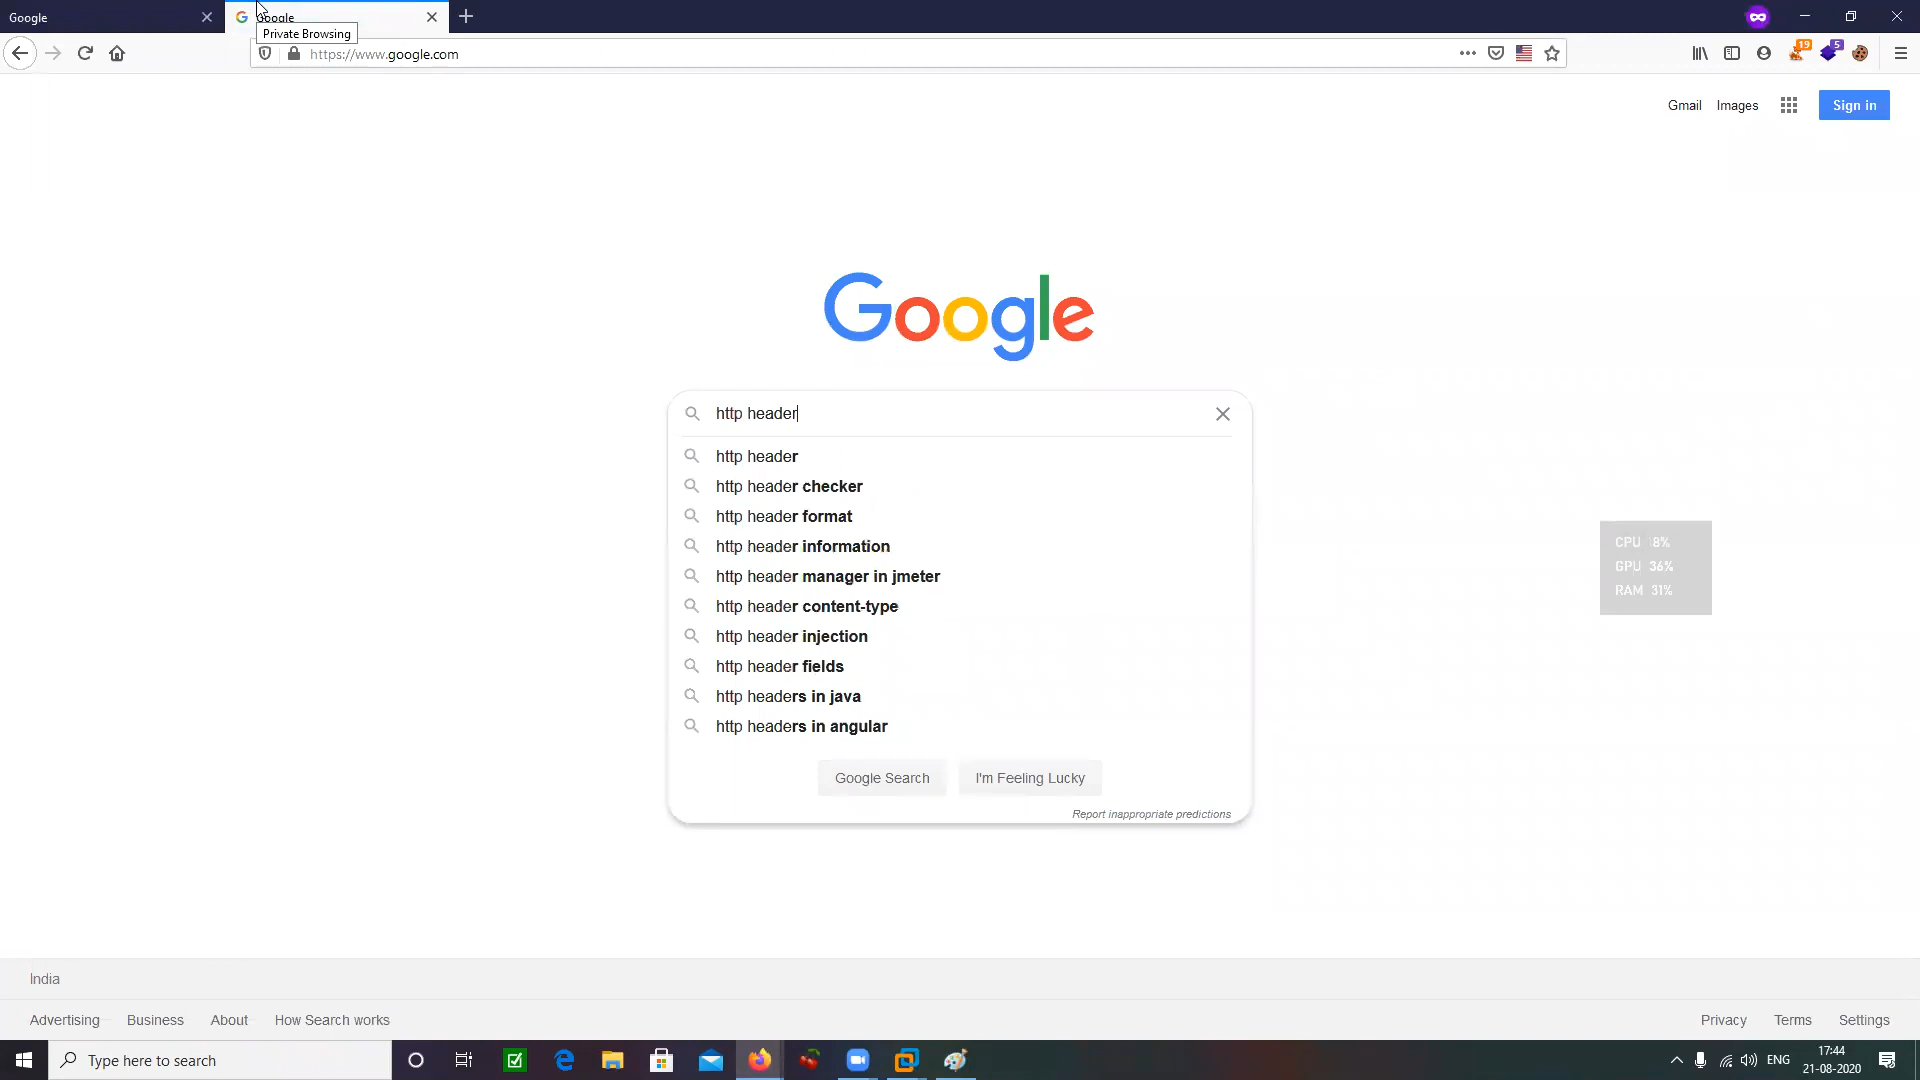 Google
Google
Private Browsing
https://www.google.com
19
5
Gmail
Images
Sign in
Google
http header
http header
http header checker
http header format
http header information
http header manager in jmeter
http header content-type
http header injection
http header fields
http headers in java
http headers in angular
Google Search
I'm Feeling Lucky
Report inappropriate predictions
CPU 8%
GPU 36%
RAM 31%
India
Advertising
Business
About
How Search works
Privacy
Terms
Settings
Type here to search
ENG
17:44
21-08-2020